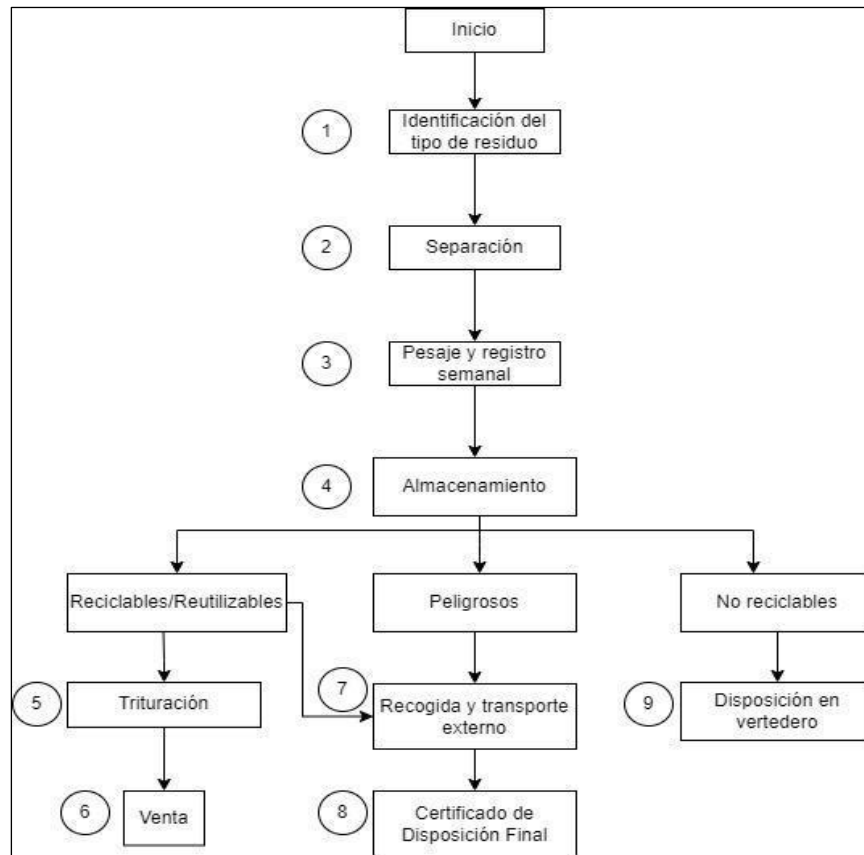 Inicio
1
Identificación del
tipo de residuo
2
Separación
3
Pesaje y registro
semanal
4
Almacenamiento
Reciclables/Reutilizables
Peligrosos
No reciclables
5
Trituración
7
Recogida y transporte
externo
9
Disposición en
vertedero
6
Venta
8
Certificado de
Disposición Final